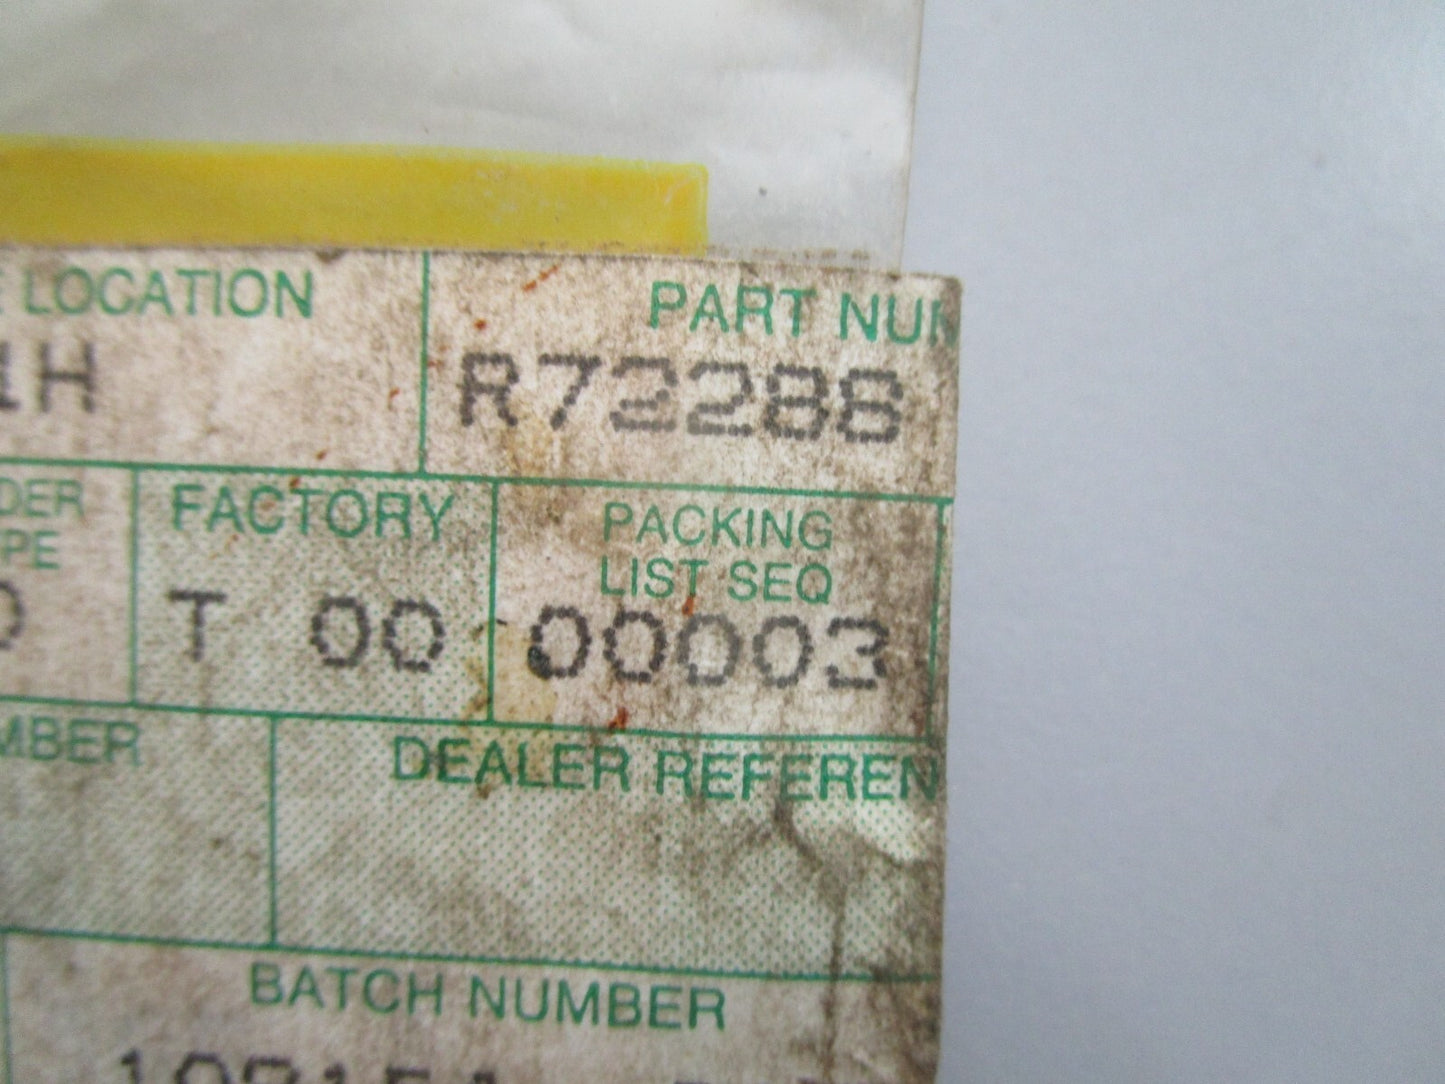 LOCATION
PART NUM
1H
R73288
DER
FACTORY
PACKING
PE
LIST SEQ
T 00
00003
MBER
DEALER REFEREN
BATCH NUMBER